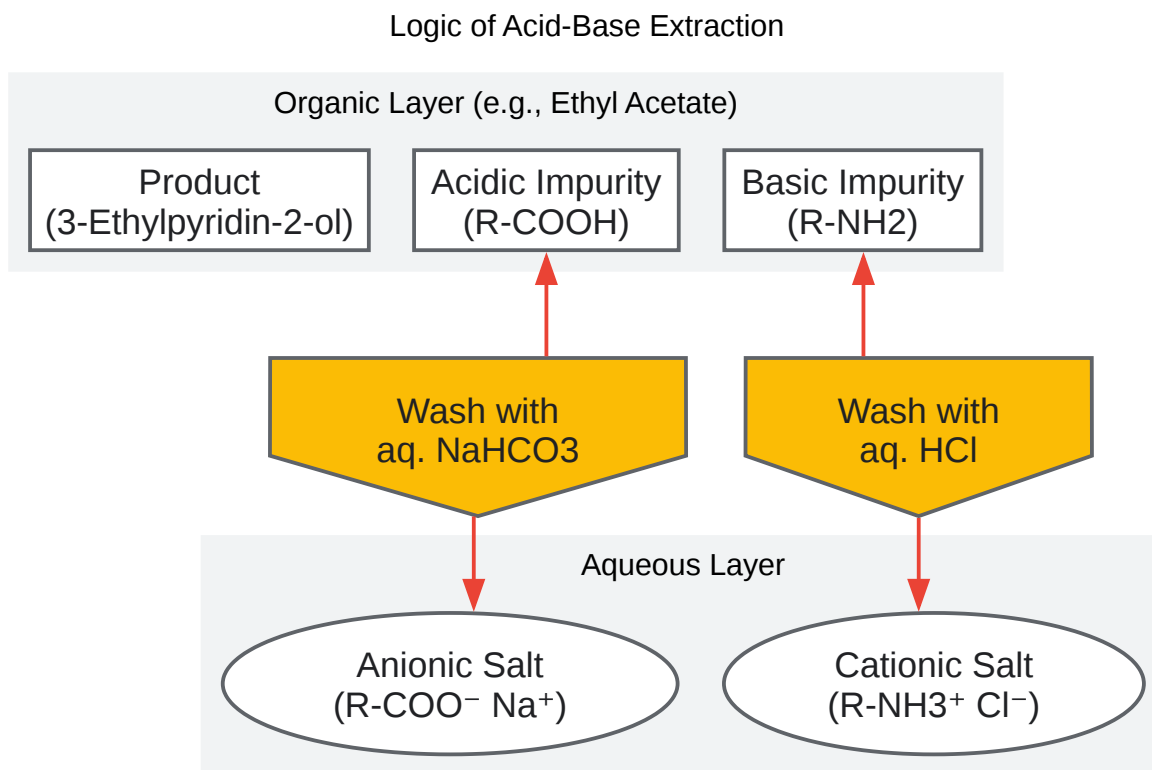 Logic of Acid-Base Extraction
Organic Layer (e.g., Ethyl Acetate)
Product
(3-Ethylpyridin-2-ol)
Acidic Impurity
(R-COOH)
Basic Impurity
(R-NH2)
Wash with
aq. NaHCO3
Wash with
aq. HCl
Aqueous Layer
Anionic Salt
(R-COO⁻ Na⁺)
Cationic Salt
(R-NH3⁺ Cl⁻)